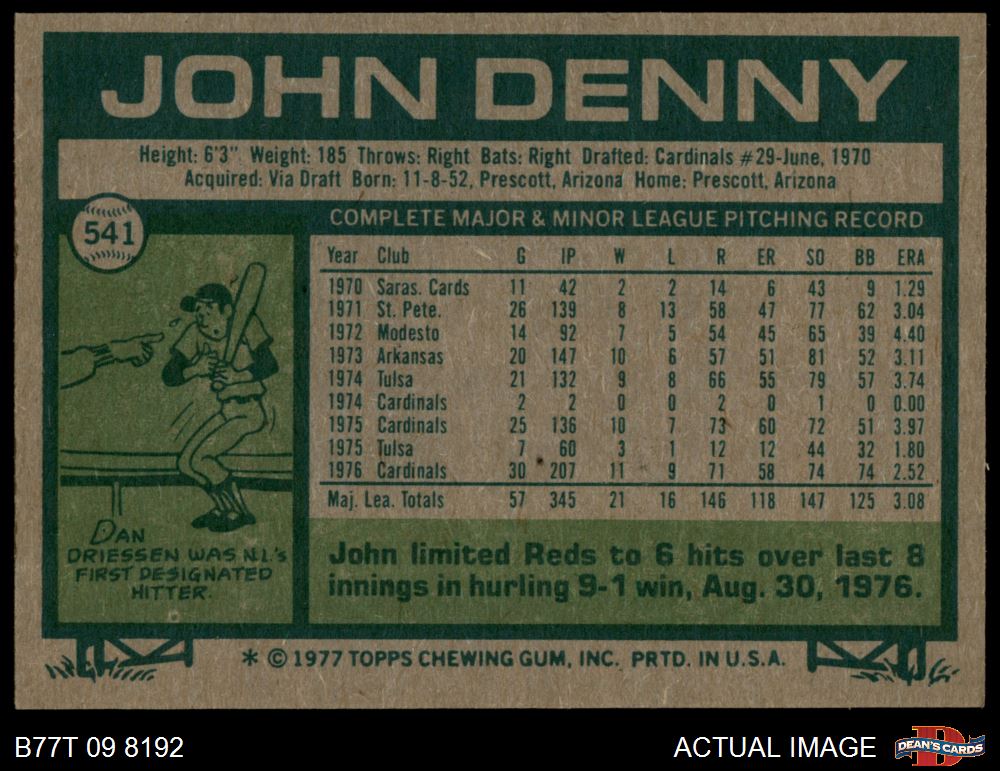 JOHN DENNY
Height: 6'3" Weight: 185 Throws: Right Bats: Right Drafted: Cardinals #29-June, 1970
Acquired: Via Draft Born: 11-8-52, Prescott, Arizona Home: Prescott, Arizona
541
COMPLETE MAJOR & MINOR LEAGUE PITCHING RECORD
Year Club G IP W L R ER SO BB ERA
1970 Saras. Cards 11 42 2 2 14 6 43 9 1.29
1971 St. Pete. 26 139 8 13 58 47 77 62 3.04
1972 Modesto 14 92 7 5 54 45 65 39 4.40
1973 Arkansas 20 147 10 6 57 51 81 52 3.11
1974 Tulsa 21 132 9 8 66 55 79 57 3.74
1974 Cardinals 2 2 0 0 2 0 1 0 0.00
1975 Cardinals 25 136 10 7 73 60 72 51 3.97
1975 Tulsa 7 60 3 1 12 12 44 32 1.80
1976 Cardinals 30 207 11 9 71 58 74 74 2.52
Maj. Lea. Totals 57 345 21 16 146 118 147 125 3.08
DAN
DRIESSEN WAS N.L.'s
FIRST DESIGNATED
HITTER.
John limited Reds to 6 hits over last 8
innings in hurling 9-1 win, Aug. 30, 1976.
* © 1977 TOPPS CHEWING GUM, INC. PRTD. IN U.S.A.
B77T 09 8192
ACTUAL IMAGE
DEAN'S CARDS